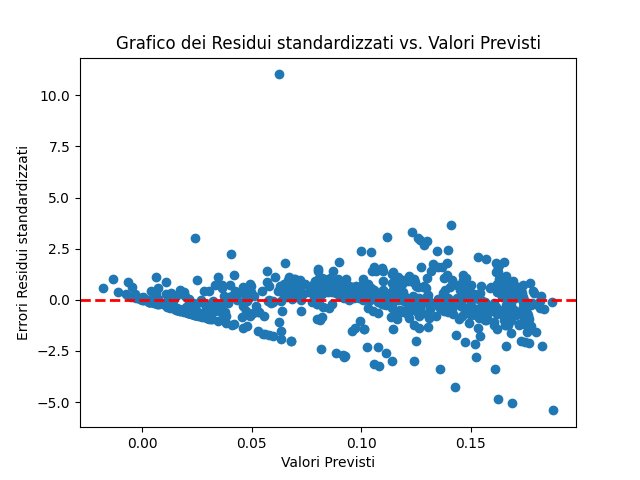 Grafico dei Residui standardizzati vs. Valori Previsti
Errori Residui standardizzati
10.0
7.5
5.0
2.5
0.0
−2.5
−5.0
0.00 0.05 0.10 0.15
Valori Previsti